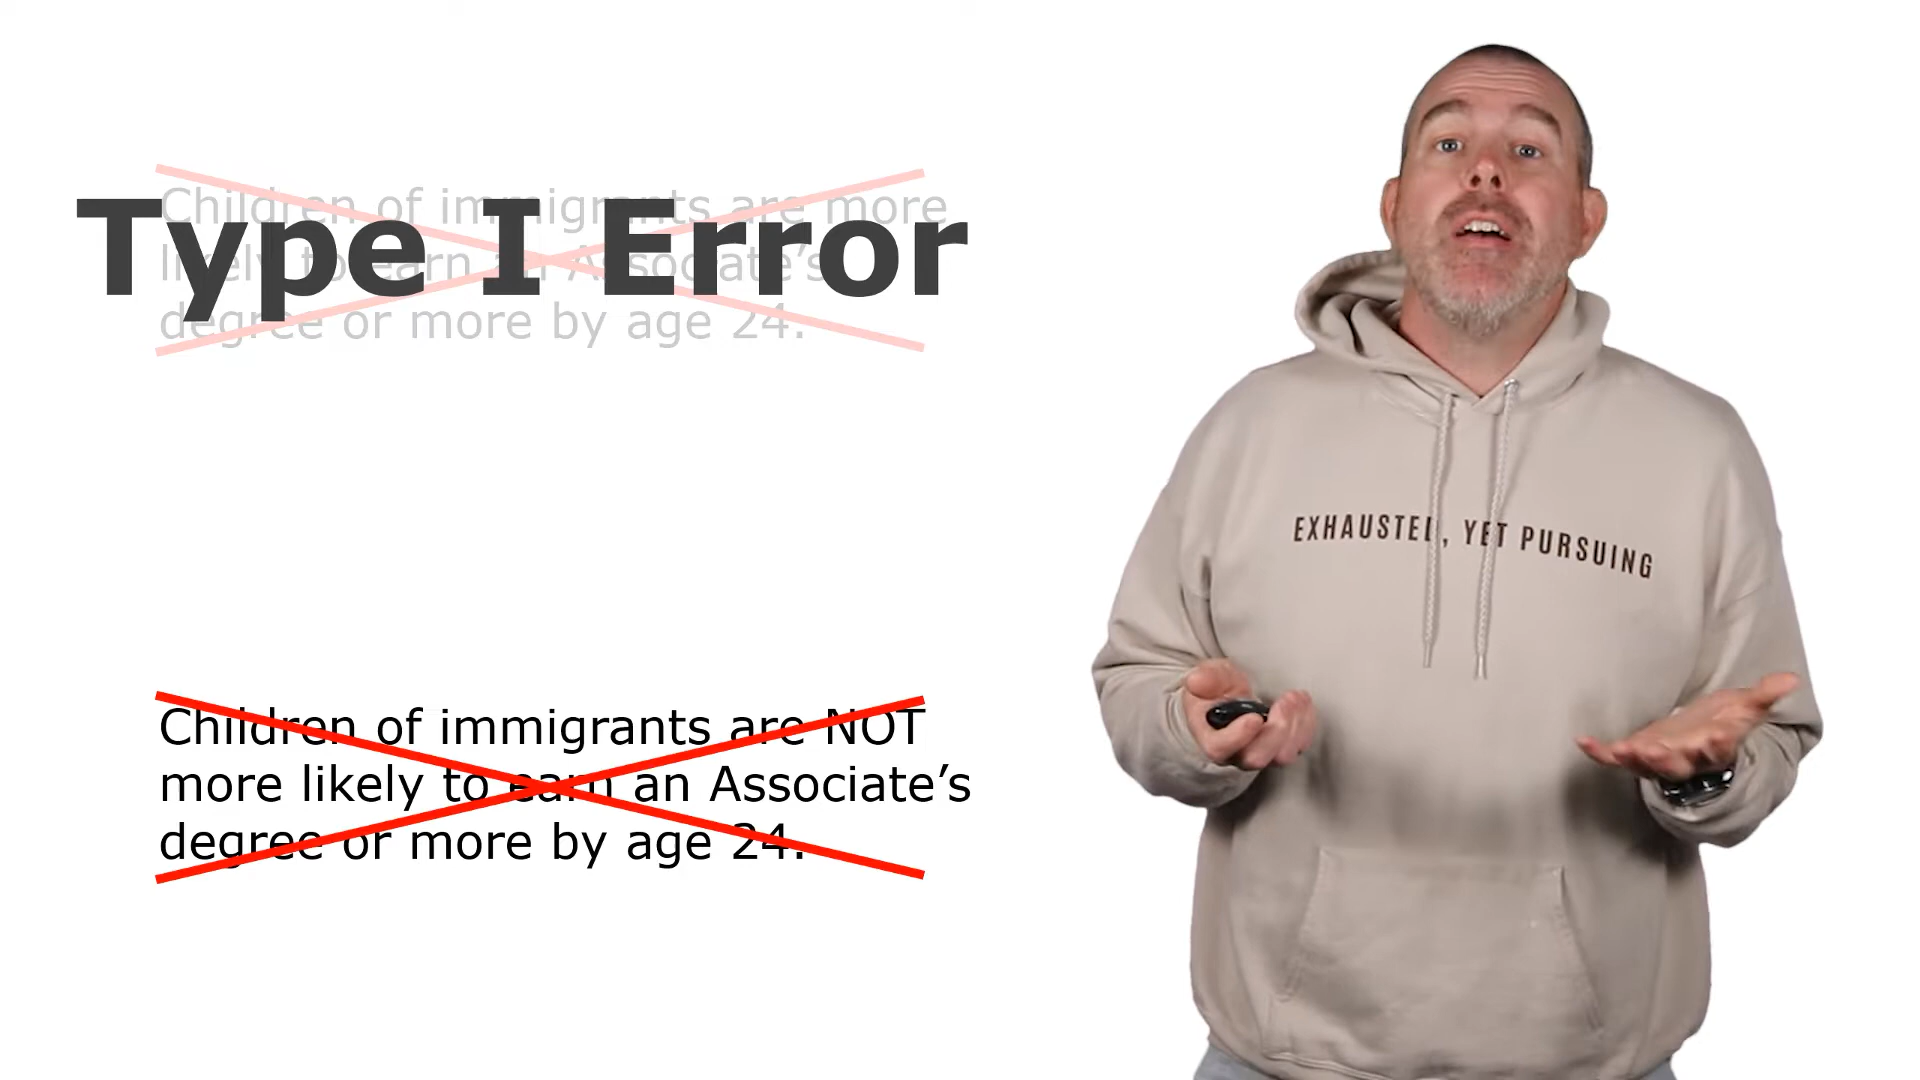 Type I Error
Children of immigrants are more
likely to earn an Associate’s
degree or more by age 24.
EXHAUSTED, YET PURSUING
Children of immigrants are NOT
more likely to earn an Associate’s
degree or more by age 24.